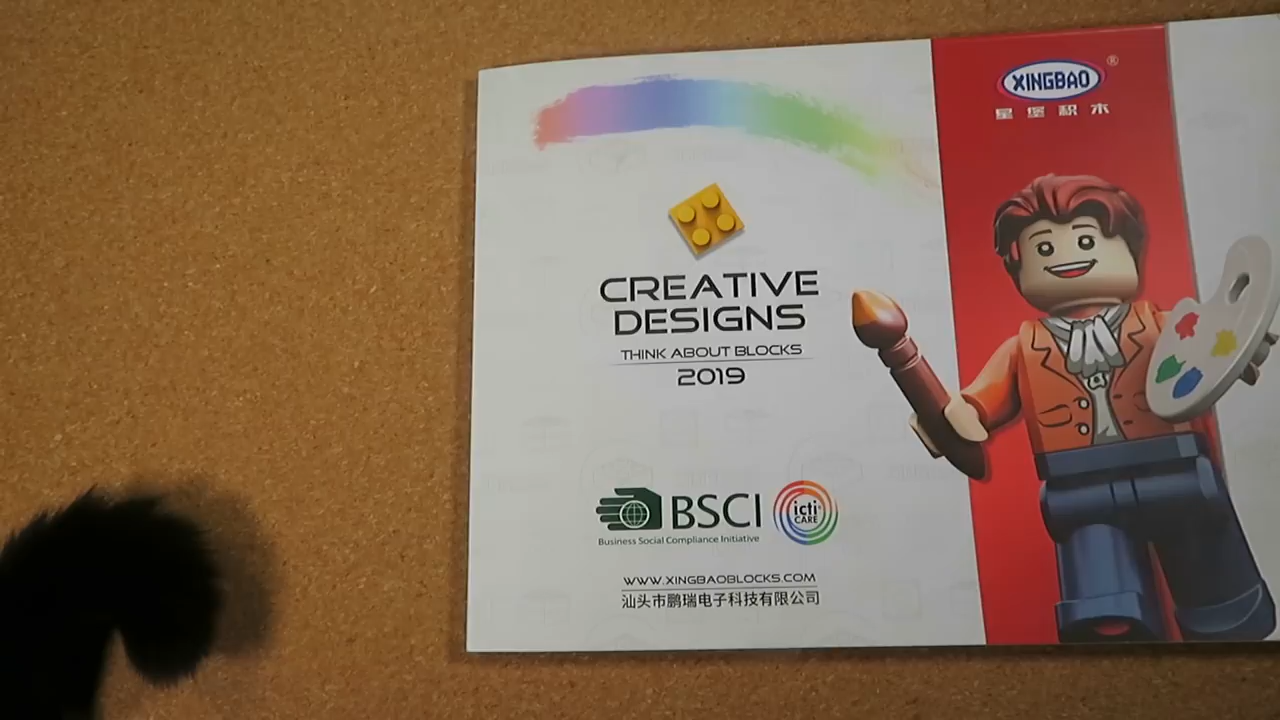 XINGBAO®
星堡积木
CREATIVE
DESIGNS
THINK ABOUT BLOCKS
2019
BSCI
Business Social Compliance Initiative
icti
CARE
WWW.XINGBAOBLOCKS.COM
汕头市鹏瑞电子科技有限公司